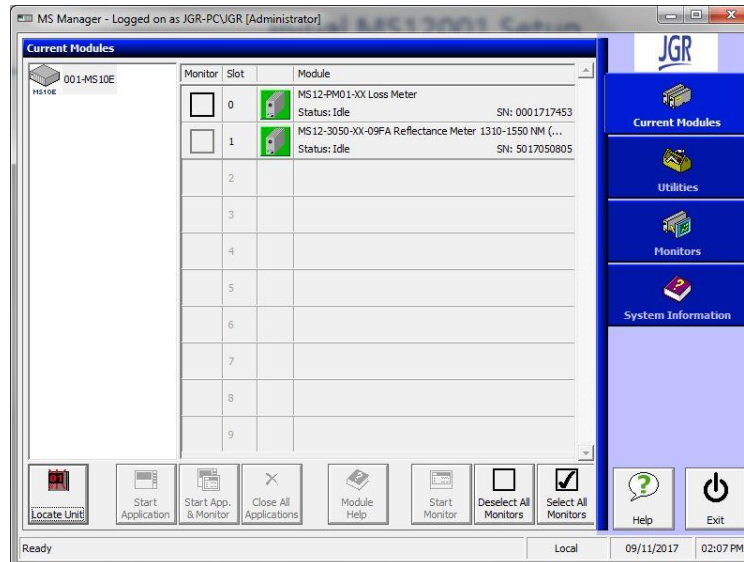 MS Manager - Logged on as JGR-PC\JGR [Administrator]
Initial MS12001 Setup
Current Modules
JGR
001-MS10E
MS10E
Monitor Slot Module
0 MS12-PM01-XX Loss Meter
Status: Idle SN: 0001717453
1 MS12-3050-XX-09FA Reflectance Meter 1310-1550 NM (...
Status: Idle SN: 5017050805
2
3
4
5
6
7
8
9
Current Modules
Utilities
Monitors
System Information
Locate Unit
Start Application
Start App. & Monitor
Close All Applications
Module Help
Start Monitor
Deselect All Monitors
Select All Monitors
Help
Exit
Ready Local 09/11/2017 02:07 PM